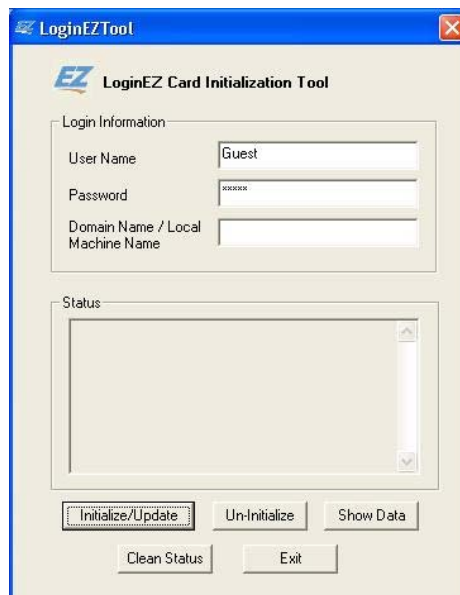 LoginEZTool
EZ LoginEZ Card Initialization Tool
Login Information
User Name Guest
Password *****
Domain Name / Local
Machine Name
Status
Initialize/Update Un-Initialize Show Data
Clean Status Exit